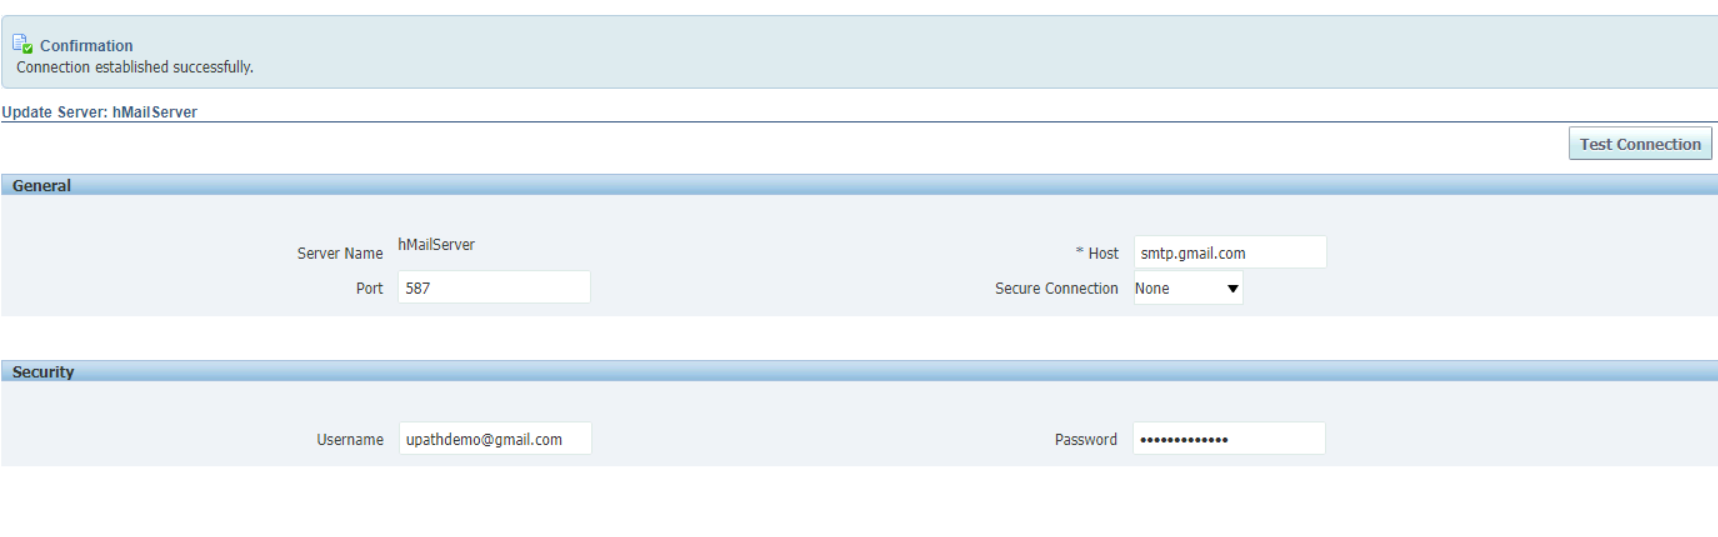 Confirmation
Connection established successfully.
Update Server: hMailServer
Test Connection
General
Server Name hMailServer * Host smtp.gmail.com
Port 587 Secure Connection None
Security
Username upathdemo@gmail.com Password •••••••••••••